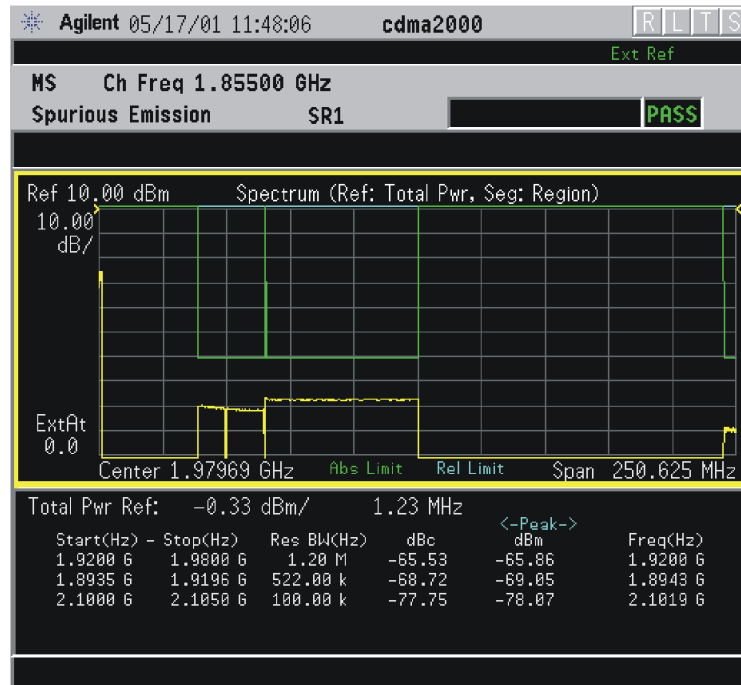 Agilent 05/17/01 11:48:06 cdma2000 R L T S
Ext Ref
MS Ch Freq 1.85500 GHz
Spurious Emission SR1 PASS
Ref 10.00 dBm Spectrum (Ref: Total Pwr, Seg: Region)
10.00
dB/
ExtAt
0.0
Center 1.97969 GHz Abs Limit Rel Limit Span 250.625 MHz
Total Pwr Ref: -0.33 dBm/ 1.23 MHz
<-Peak->
Start(Hz) - Stop(Hz) Res BW(Hz) dBc dBm Freq(Hz)
1.9200 G 1.9800 G 1.20 M -65.53 -65.86 1.9200 G
1.8935 G 1.9196 G 522.00 k -68.72 -69.05 1.8943 G
2.1000 G 2.1050 G 100.00 k -77.75 -78.07 2.1019 G